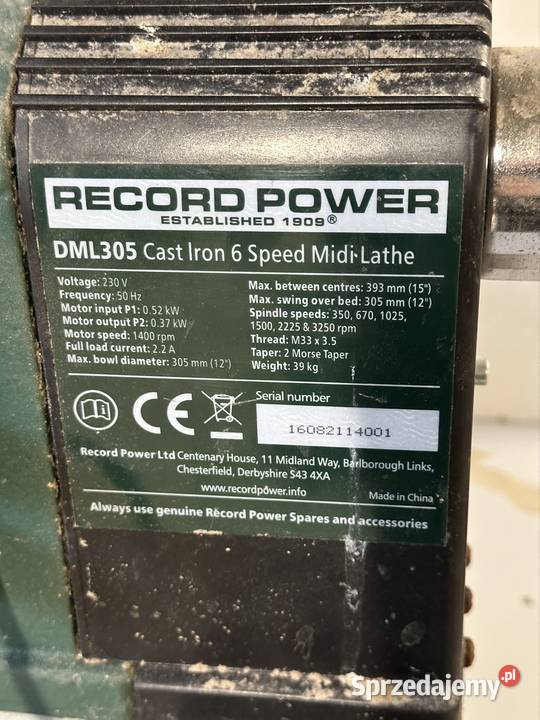 RECORD POWER
ESTABLISHED 1909®
DML305 Cast Iron 6 Speed Midi-Lathe
Voltage: 230 V
Frequency: 50 Hz
Motor input P1: 0.52 kW
Motor output P2: 0.37 kW
Motor speed: 1400 rpm
Full load current: 2.2 A
Max. bowl diameter: 305 mm (12")
Max. between centres: 393 mm (15")
Max. swing over bed: 305 mm (12")
Spindle speeds: 350, 670, 1025,
1500, 2225 & 3250 rpm
Thread: M33 x 3.5
Taper: 2 Morse Taper
Weight: 39 kg
CE
Serial number
16082114001
Record Power Ltd Centenary House, 11 Midland Way, Barlborough Links,
Chesterfield, Derbyshire S43 4XA
www.recordpower.info
Made in China
Always use genuine Record Power Spares and accessories
Sprzedajemy.pl